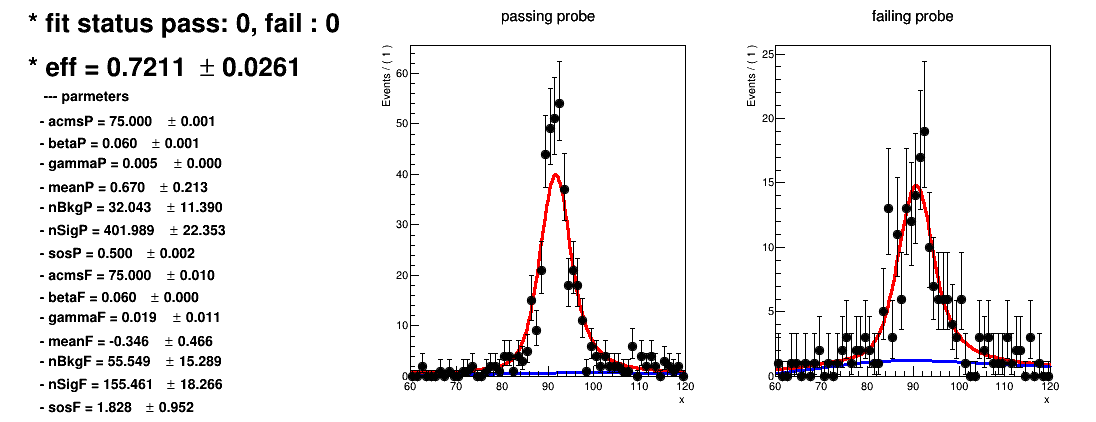 * fit status pass: 0, fail : 0
* eff = 0.7211 ± 0.0261
--- parmeters
- acmsP = 75.000 ± 0.001
- betaP = 0.060 ± 0.001
- gammaP = 0.005 ± 0.000
- meanP = 0.670 ± 0.213
- nBkgP = 32.043 ± 11.390
- nSigP = 401.989 ± 22.353
- sosP = 0.500 ± 0.002
- acmsF = 75.000 ± 0.010
- betaF = 0.060 ± 0.000
- gammaF = 0.019 ± 0.011
- meanF = -0.346 ± 0.466
- nBkgF = 55.549 ± 15.289
- nSigF = 155.461 ± 18.266
- sosF = 1.828 ± 0.952
passing probe
Events / ( 1 )
60
50
40
30
20
10
0
60 70 80 90 100 110 120
x
failing probe
Events / ( 1 )
25
20
15
10
5
0
60 70 80 90 100 110 120
x